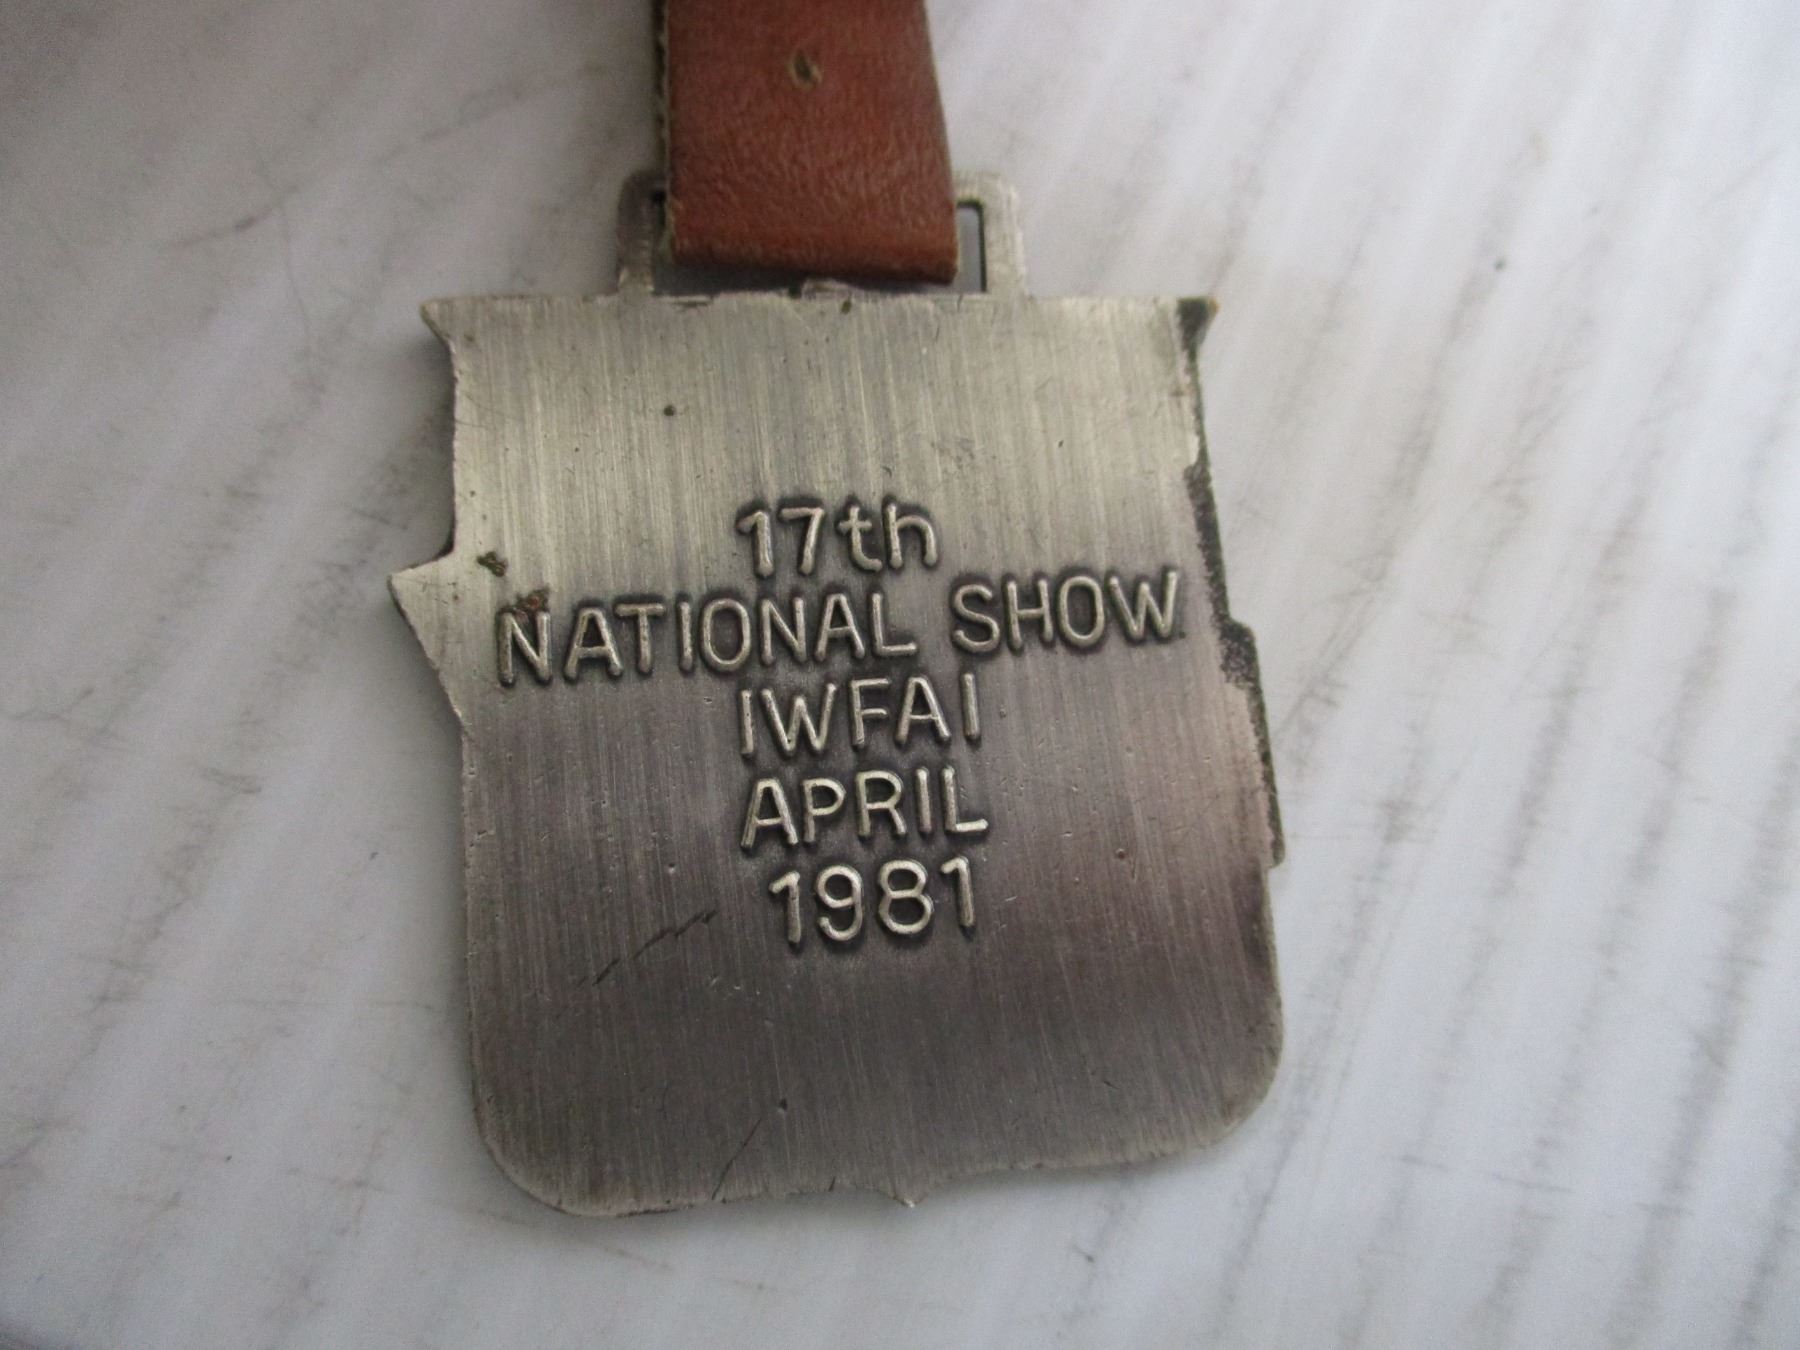 17th
NATIONAL SHOW
IWFAI
APRIL
1981